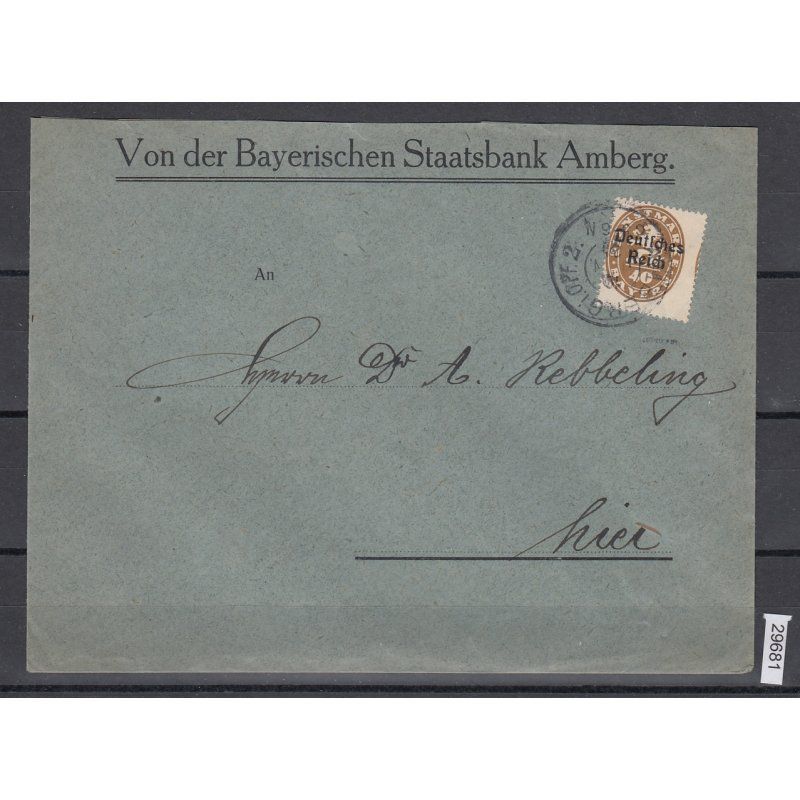 Von der Bayerischen Staatsbank Amberg.
Deutsches
Reich
An
Herrn Dr A. Rebbeling
hier
29681